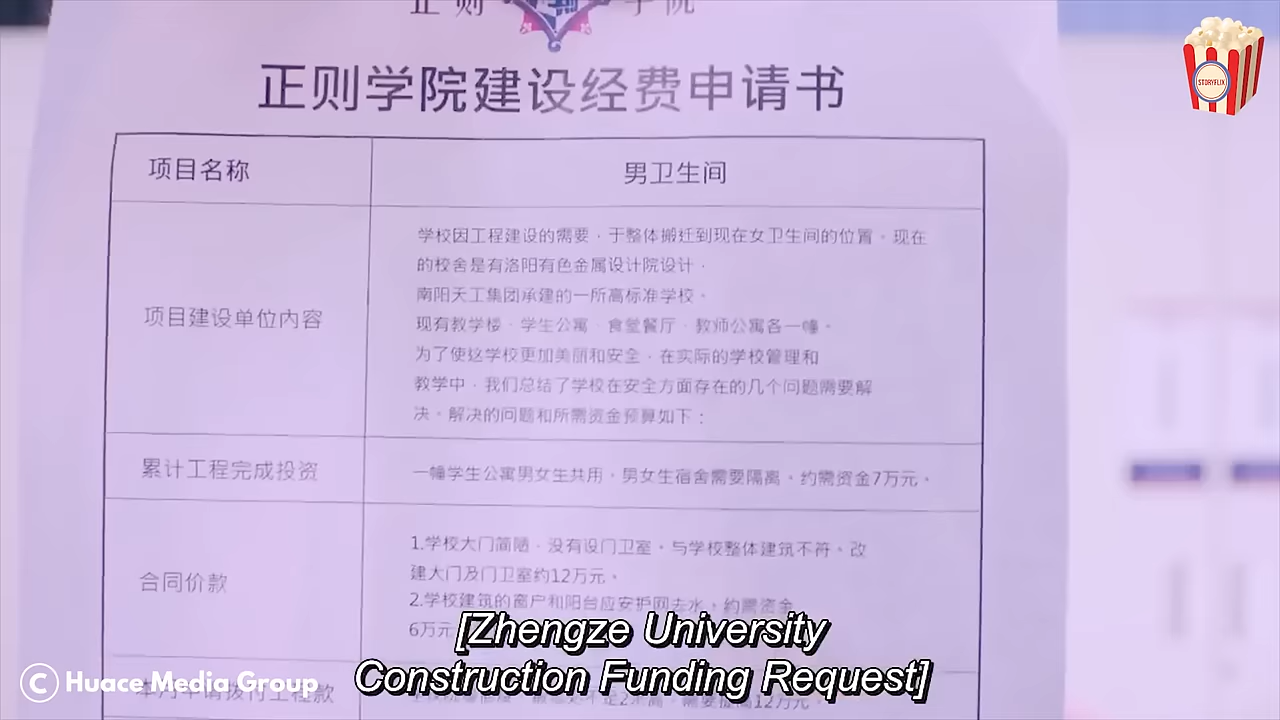 正则 学院
STORYFLIX
正则学院建设经费申请书
项目名称
男卫生间
项目建设单位内容
学校因工程建设的需要，于整体搬迁到现在女卫生间的位置。现在
的校舍是有洛阳有色金属设计院设计，
南阳天工集团承建的一所高标准学校。
现有教学楼、学生公寓、食堂餐厅、教师公寓各一幢。
为了使这学校更加美丽和安全，在实际的学校管理和
教学中，我们总结了学校在安全方面存在的几个问题需要解
决。解决的问题和所需资金预算如下：
累计工程完成投资
一幢学生公寓男女生共用，男女生宿舍需要隔离。约需资金7万元。
合同价款
1.学校大门简陋，没有设门卫室。与学校整体建筑不符。改
建大门及门卫室约12万元。
2.学校建筑的窗户和阳台应安护网去水，约需资金
6万元
[Zhengze University
Construction Funding Request]
C Huace Media Group
需要提高12万元。